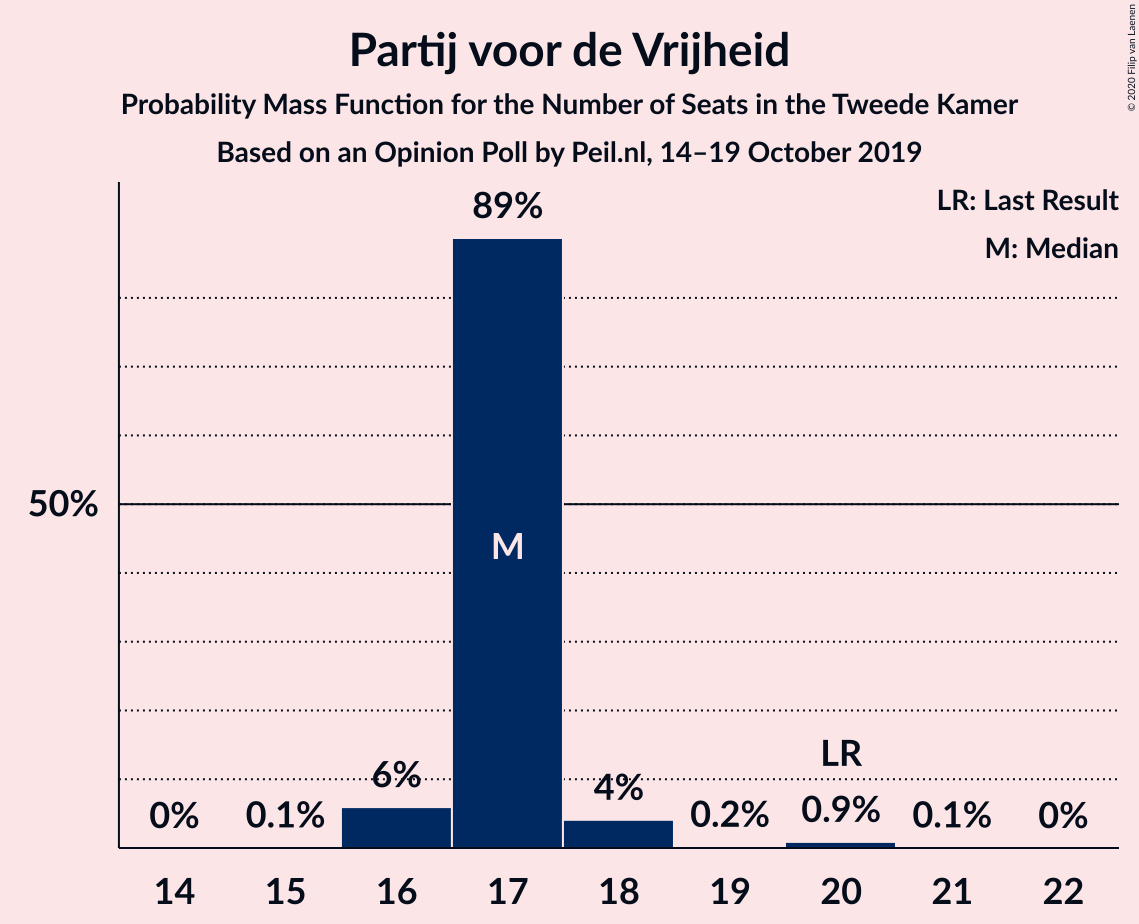 Partij voor de Vrijheid
Probability Mass Function for the Number of Seats in the Tweede Kamer
Based on an Opinion Poll by Peil.nl, 14–19 October 2019
© 2020 Filip van Laenen
LR: Last Result
M: Median
50%
0%
0.1%
6%
89%
M
4%
0.2%
LR
0.9%
0.1%
0%
14 15 16 17 18 19 20 21 22